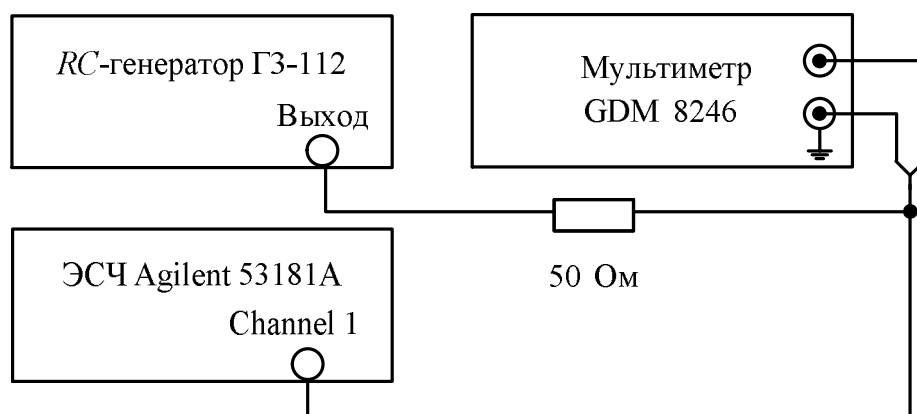 RC-генератор Г3-112
Выход
Мультиметр
GDM 8246
50 Ом
ЭСЧ Agilent 53181A
Channel 1